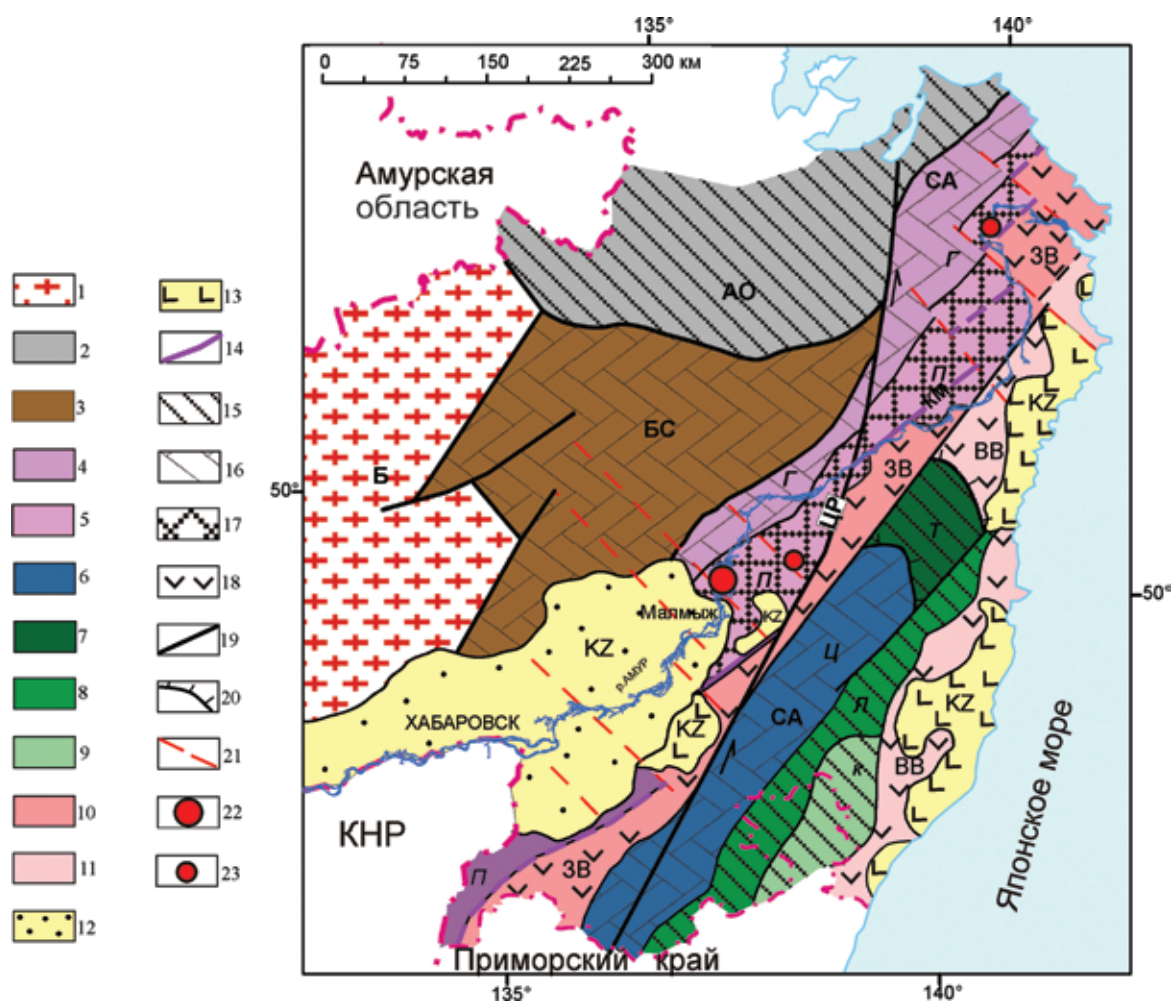 135°
140°
0 75 150 225 300 км
Амурская
область
СА
АО
Г
ЗВ
П
КМ
KZ
БС
ВВ
ЗВ
50°
Б
Г
ЦР
Т
П
50°
Малмыж
KZ
KZ
р.АМУР
Ц
ХАБАРОВСК
СА
Л
KZ
KZ
ВВ
К
КНР
П
ЗВ
Японское море
Приморский край
135°
140°
1
2
3
4
5
6
7
8
9
10
11
12
13
14
15
16
17
18
19
20
21
22
23